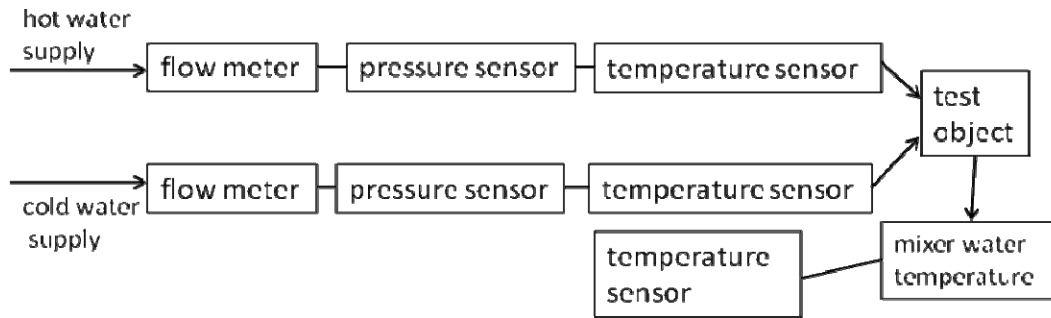 hot water
supply
flow meter
pressure sensor
temperature sensor
test
object
cold water
supply
flow meter
pressure sensor
temperature sensor
temperature
sensor
mixer water
temperature